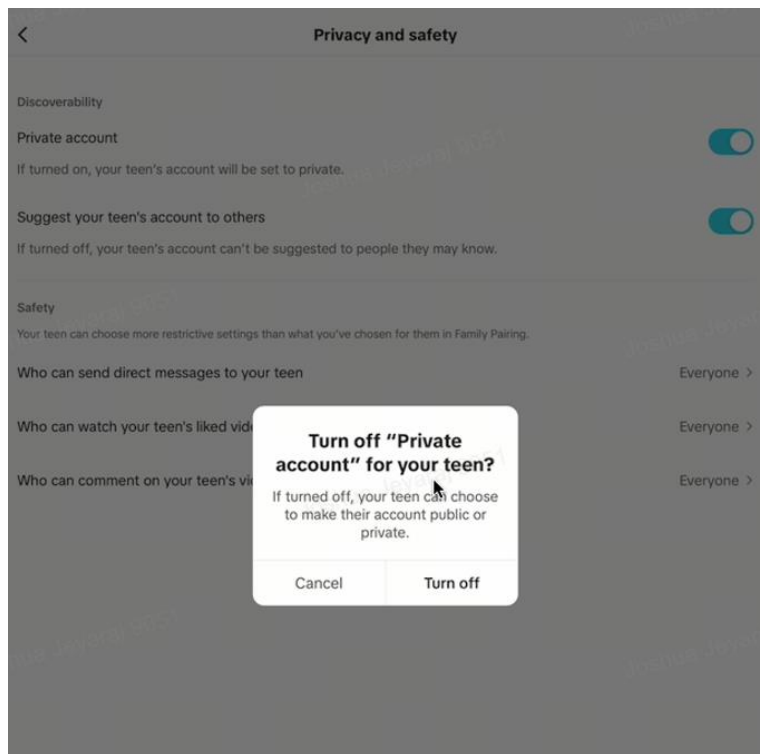 Privacy and safety
Discoverability
Private account
If turned on, your teen's account will be set to private.
Suggest your teen's account to others
If turned off, your teen's account can't be suggested to people they may know.
Safety
Your teen can choose more restrictive settings than what you've chosen for them in Family Pairing.
Who can send direct messages to your teen
Everyone >
Who can watch your teen's liked vid
Everyone >
Who can comment on your teen's vi
Everyone >
Turn off "Private
account" for your teen?
If turned off, your teen can choose
to make their account public or
private.
Cancel
Turn off